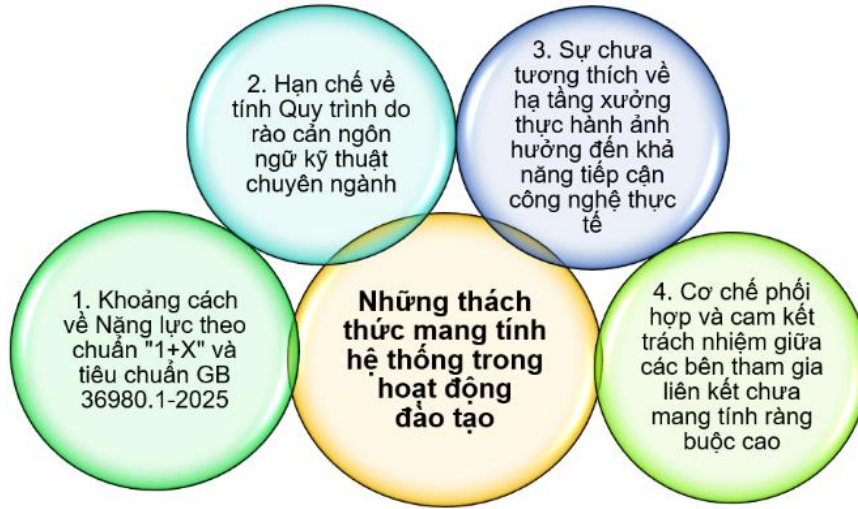 1. Khoảng cách
về Năng lực theo
chuẩn "1+X" và
tiêu chuẩn GB
36980.1-2025
2. Hạn chế về
tính Quy trình do
rào cản ngôn
ngữ kỹ thuật
chuyên ngành
3. Sự chưa
tương thích về
hạ tầng xưởng
thực hành ảnh
hưởng đến khả
năng tiếp cận
công nghệ thực
tế
4. Cơ chế phối
hợp và cam kết
trách nhiệm giữa
các bên tham gia
liên kết chưa
mang tính ràng
buộc cao
Những thách
thức mang tính
hệ thống trong
hoạt động
đào tạo